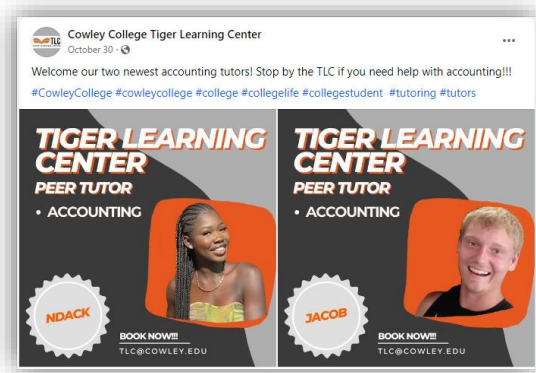 TLC
Cowley College Tiger Learning Center
October 30 ·
Welcome our two newest accounting tutors! Stop by the TLC if you need help with accounting!!!
#CowleyCollege #cowleycollege #college #collegelife #collegestudent #tutoring #tutors
TIGER LEARNING
CENTER
PEER TUTOR
• ACCOUNTING
NDACK
BOOK NOW!!!
TLC@COWLEY.EDU
TIGER LEARNING
CENTER
PEER TUTOR
• ACCOUNTING
JACOB
BOOK NOW!!!
TLC@COWLEY.EDU